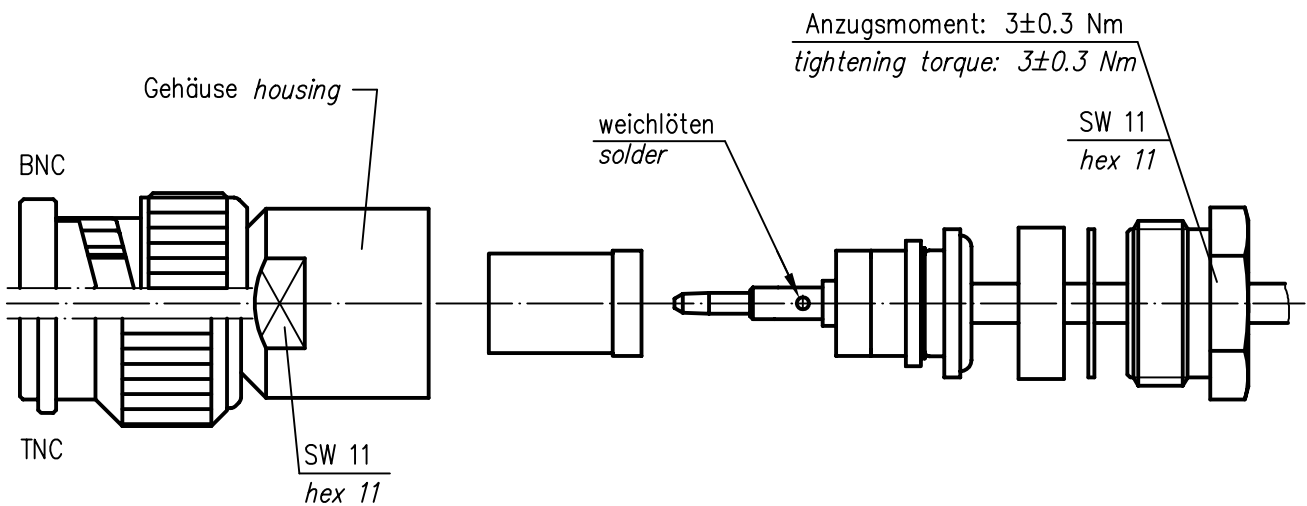 Anzugsmoment: 3±0.3 Nm
tightening torque: 3±0.3 Nm
Gehäuse housing
weichlöten
solder
SW 11
hex 11
BNC
TNC
SW 11
hex 11